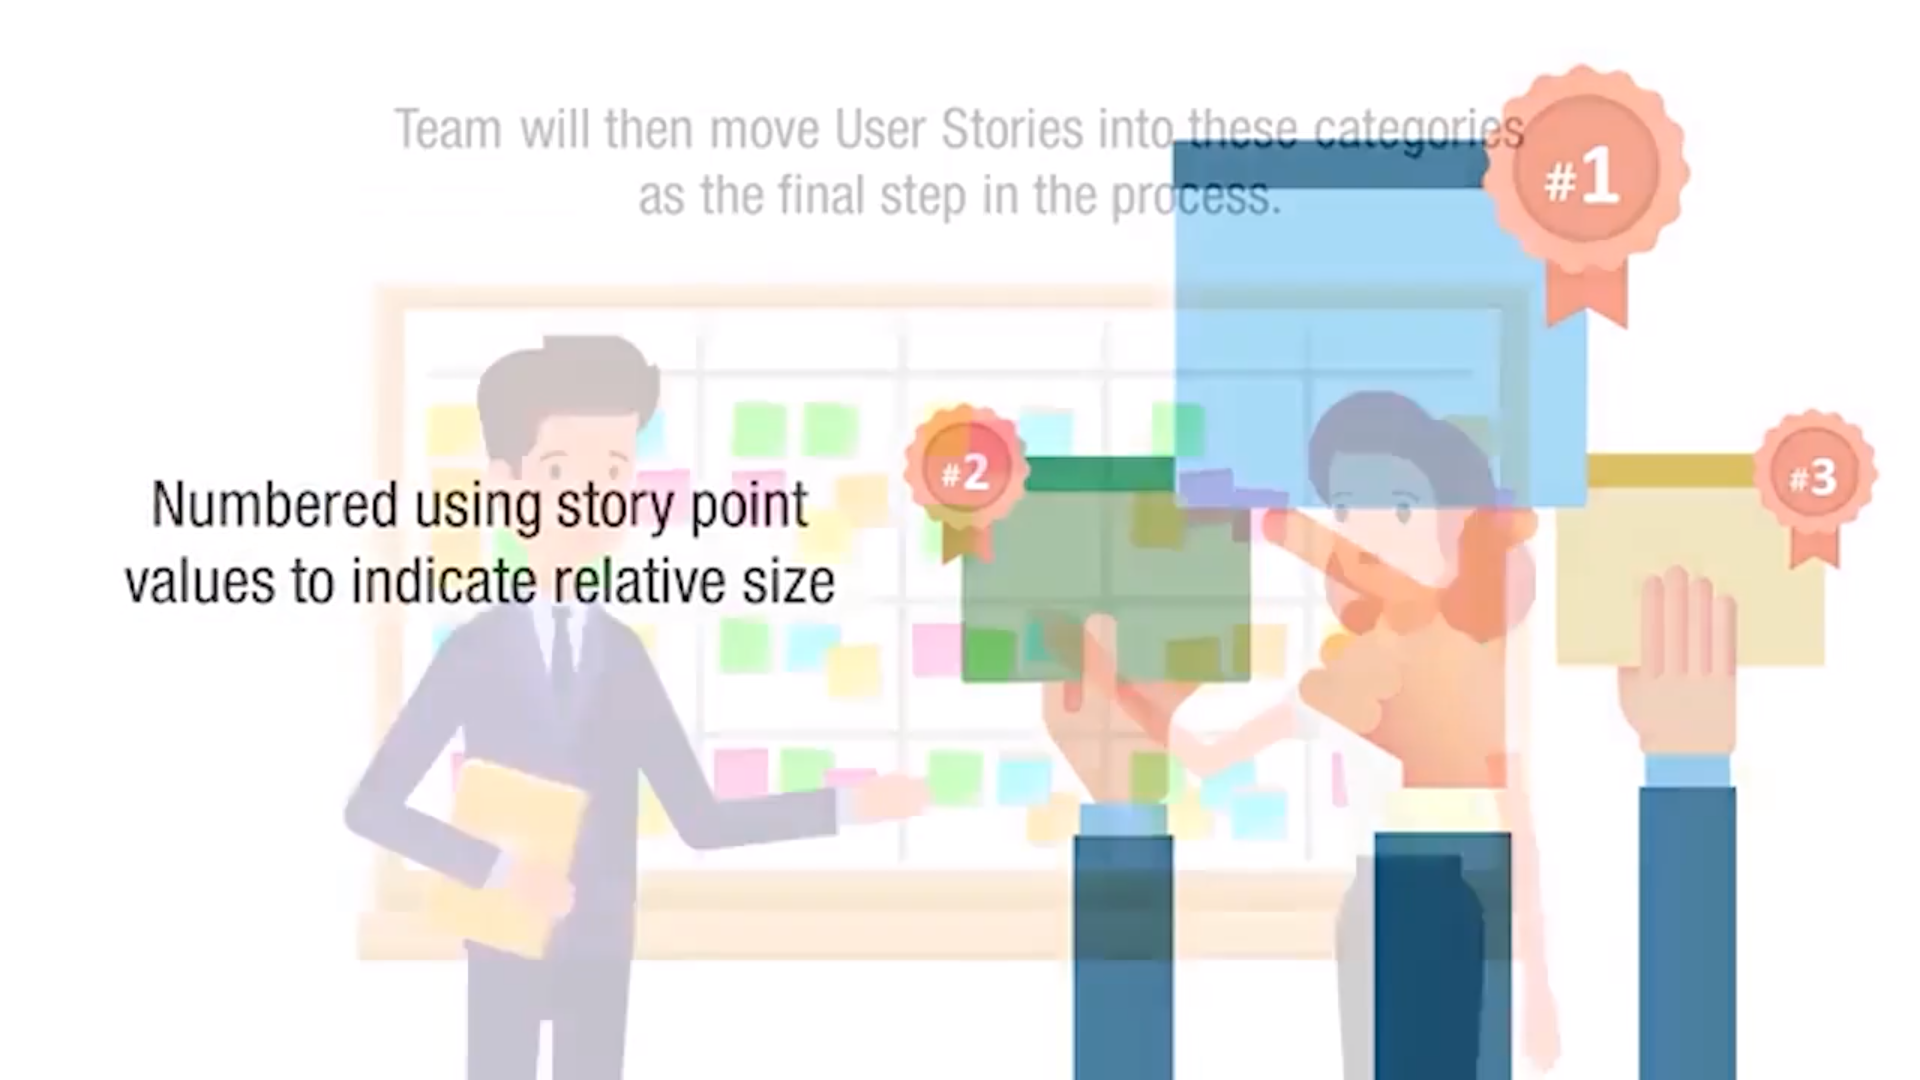 Team will then move User Stories into these categories
as the final step in the process.
#1
#2
#3
Numbered using story point
values to indicate relative size